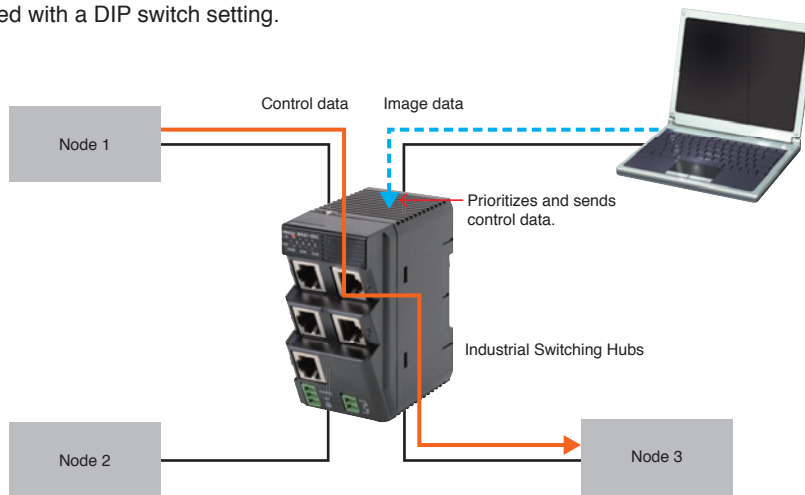 ed with a DIP switch setting.
Control data
Image data
Node 1
Prioritizes and sends
control data.
Industrial Switching Hubs
Node 2
Node 3